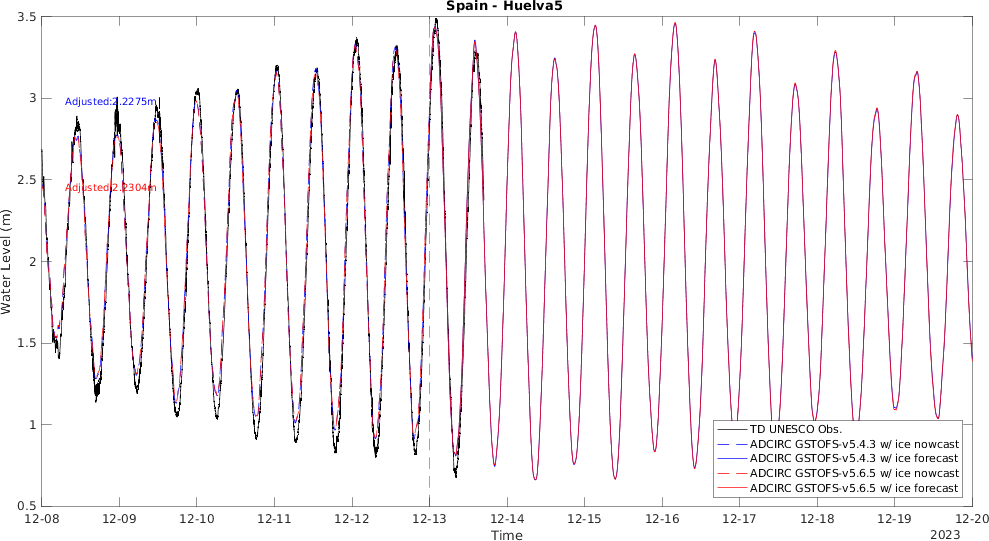 Spain - Huelva5
3.5
3
2.5
2
1.5
1
0.5
Water Level (m)
Adjusted:2.2275m
Adjusted:2.2304m
TD UNESCO Obs.
ADCIRC GSTOFS-v5.4.3 w/ ice nowcast
ADCIRC GSTOFS-v5.4.3 w/ ice forecast
ADCIRC GSTOFS-v5.6.5 w/ ice nowcast
ADCIRC GSTOFS-v5.6.5 w/ ice forecast
12-08 12-09 12-10 12-11 12-12 12-13 12-14 12-15 12-16 12-17 12-18 12-19 12-20
Time
2023